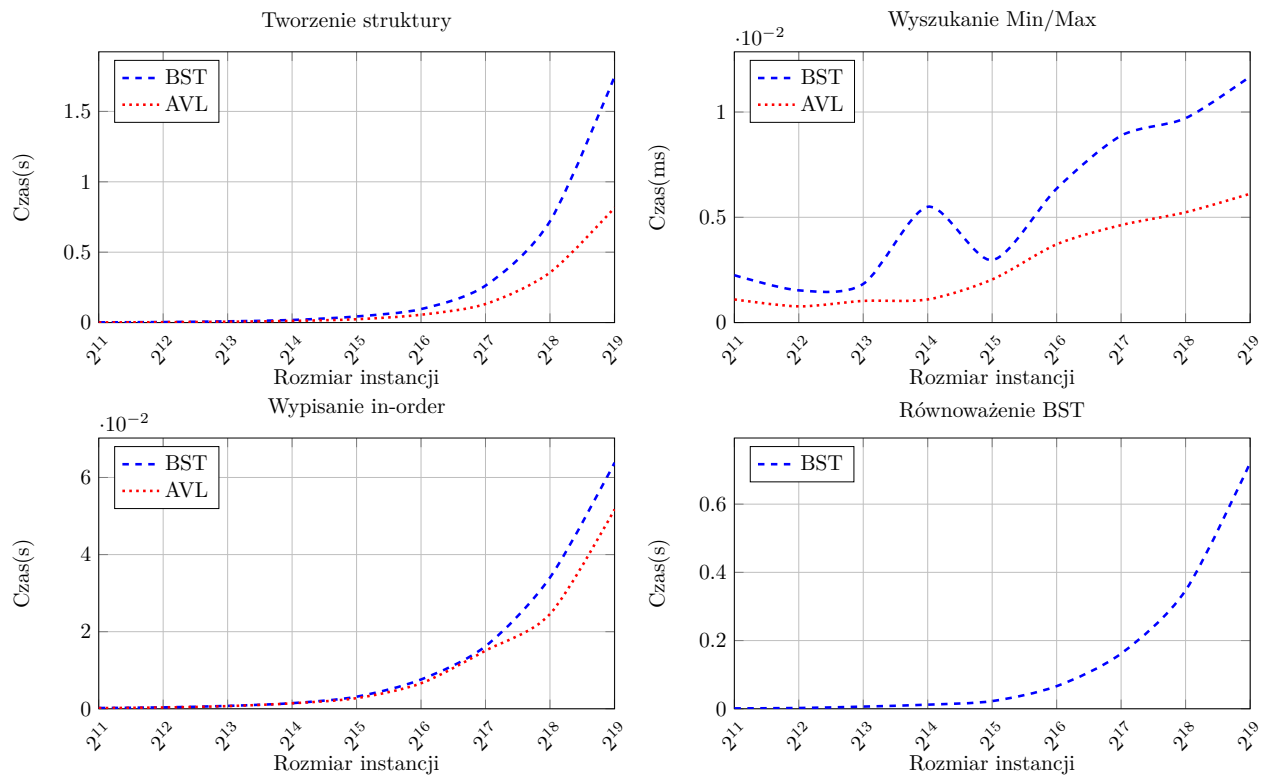 Tworzenie struktury
BST
AVL
1.5
1
0.5
0
2^11 2^12 2^13 2^14 2^15 2^16 2^17 2^18 2^19
Czas(s)
Rozmiar instancji
Wyszukanie Min/Max
·10^−2
BST
AVL
1
0.5
0
2^11 2^12 2^13 2^14 2^15 2^16 2^17 2^18 2^19
Czas(ms)
Rozmiar instancji
Wypisanie in-order
·10^−2
BST
AVL
6
4
2
0
2^11 2^12 2^13 2^14 2^15 2^16 2^17 2^18 2^19
Czas(s)
Rozmiar instancji
Równoważenie BST
BST
0.6
0.4
0.2
0
2^11 2^12 2^13 2^14 2^15 2^16 2^17 2^18 2^19
Czas(s)
Rozmiar instancji